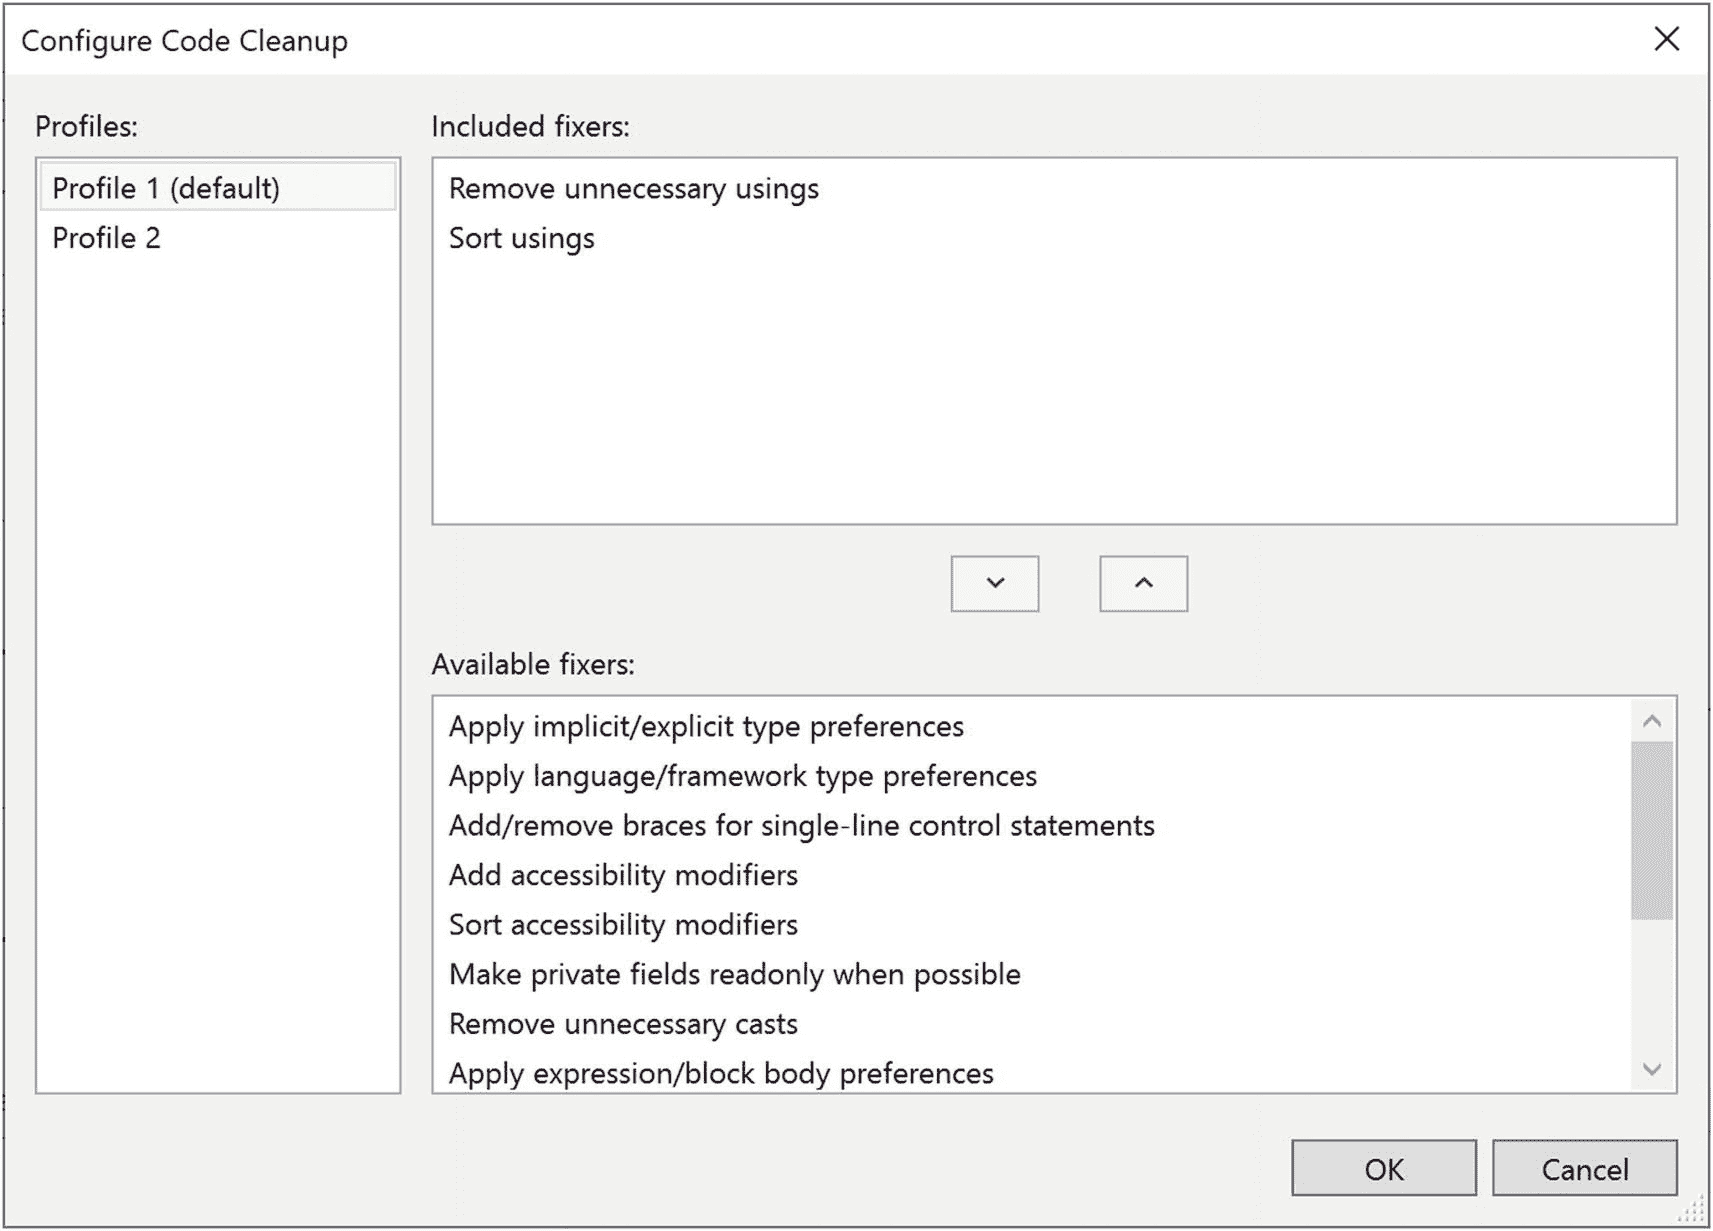 Configure Code Cleanup
Profiles:
Profile 1 (default)
Profile 2
Included fixers:
Remove unnecessary usings
Sort usings
Available fixers:
Apply implicit/explicit type preferences
Apply language/framework type preferences
Add/remove braces for single-line control statements
Add accessibility modifiers
Sort accessibility modifiers
Make private fields readonly when possible
Remove unnecessary casts
Apply expression/block body preferences
OK
Cancel